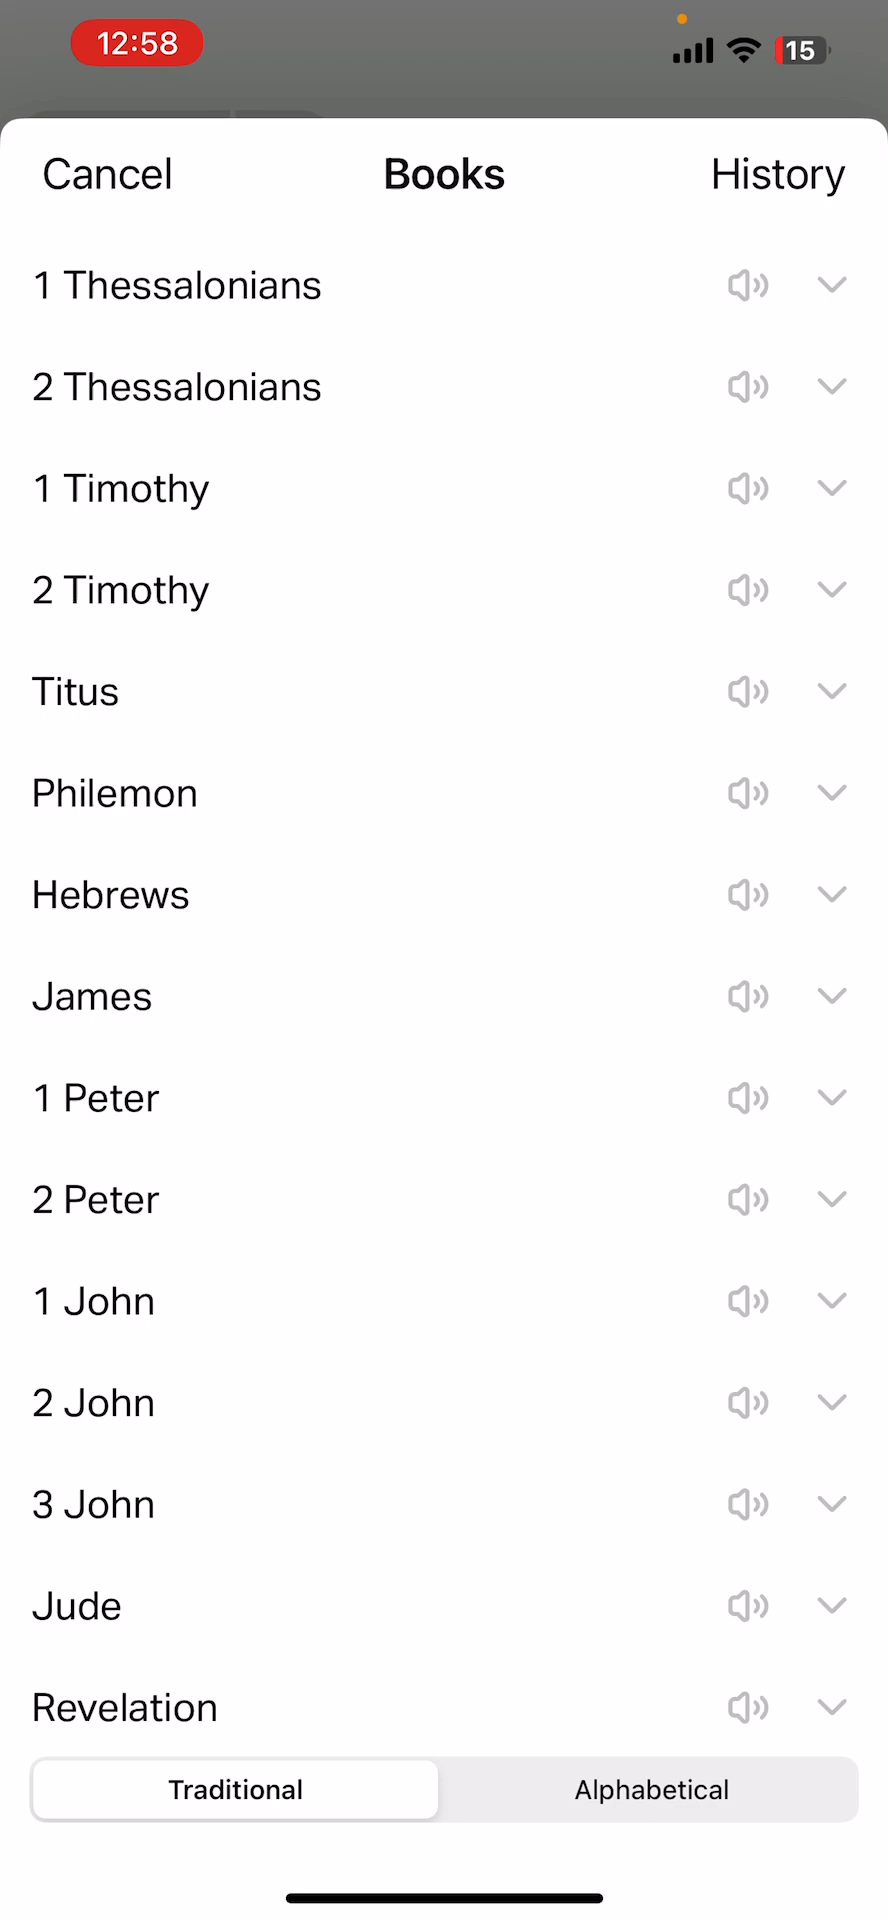 12:58
15
Cancel
Books
History
1 Thessalonians
2 Thessalonians
1 Timothy
2 Timothy
Titus
Philemon
Hebrews
James
1 Peter
2 Peter
1 John
2 John
3 John
Jude
Revelation
Traditional
Alphabetical